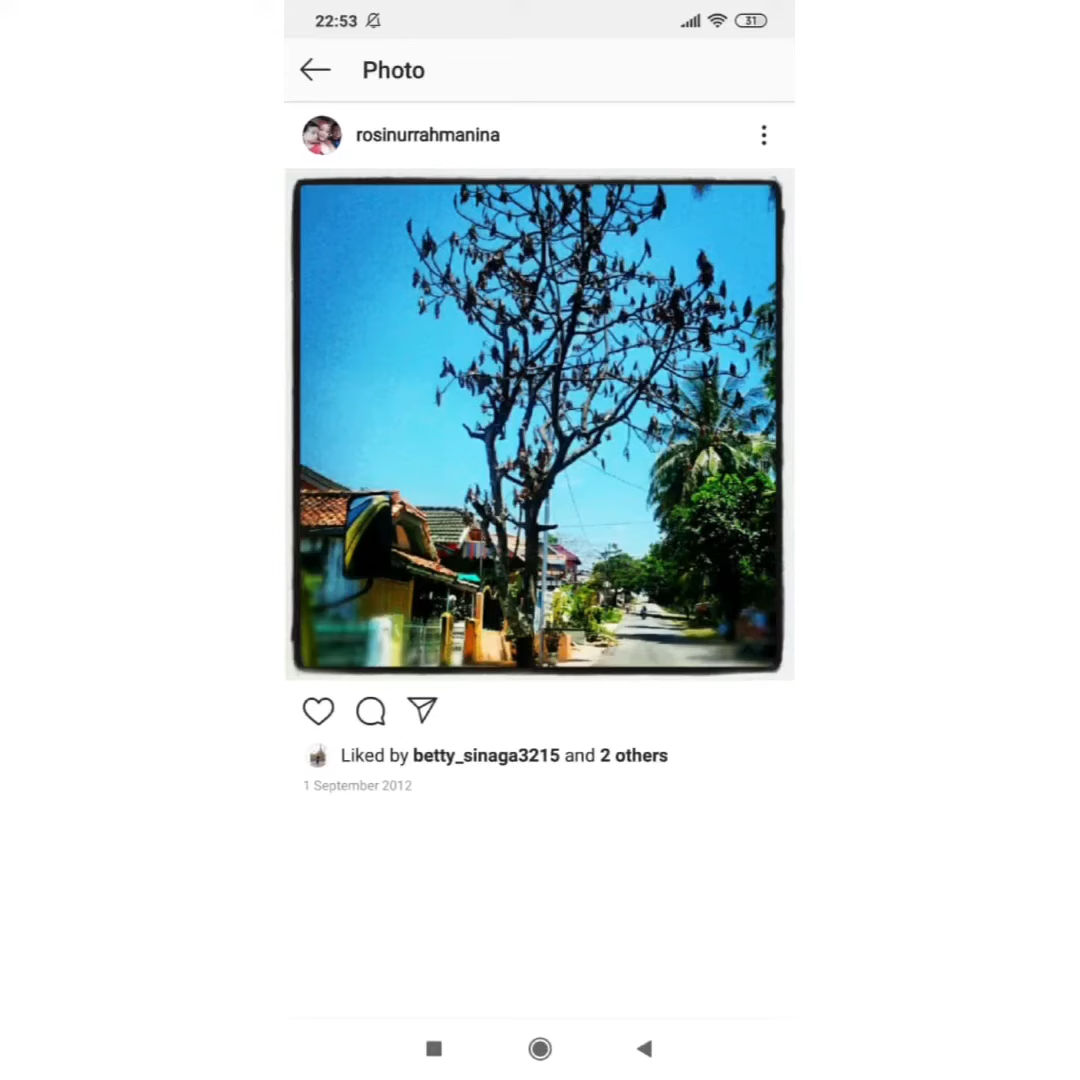 22:53 31
Photo
rosinurrahmanina
Liked by betty_sinaga3215 and 2 others
1 September 2012